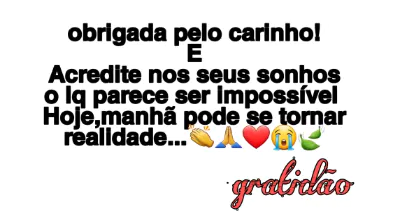 obrigada pelo carinho!
E
Acredite nos seus sonhos
o lq parece ser impossível
Hoje,manhã pode se tornar
realidade...👏🙏❤️😭🍃
gratidão